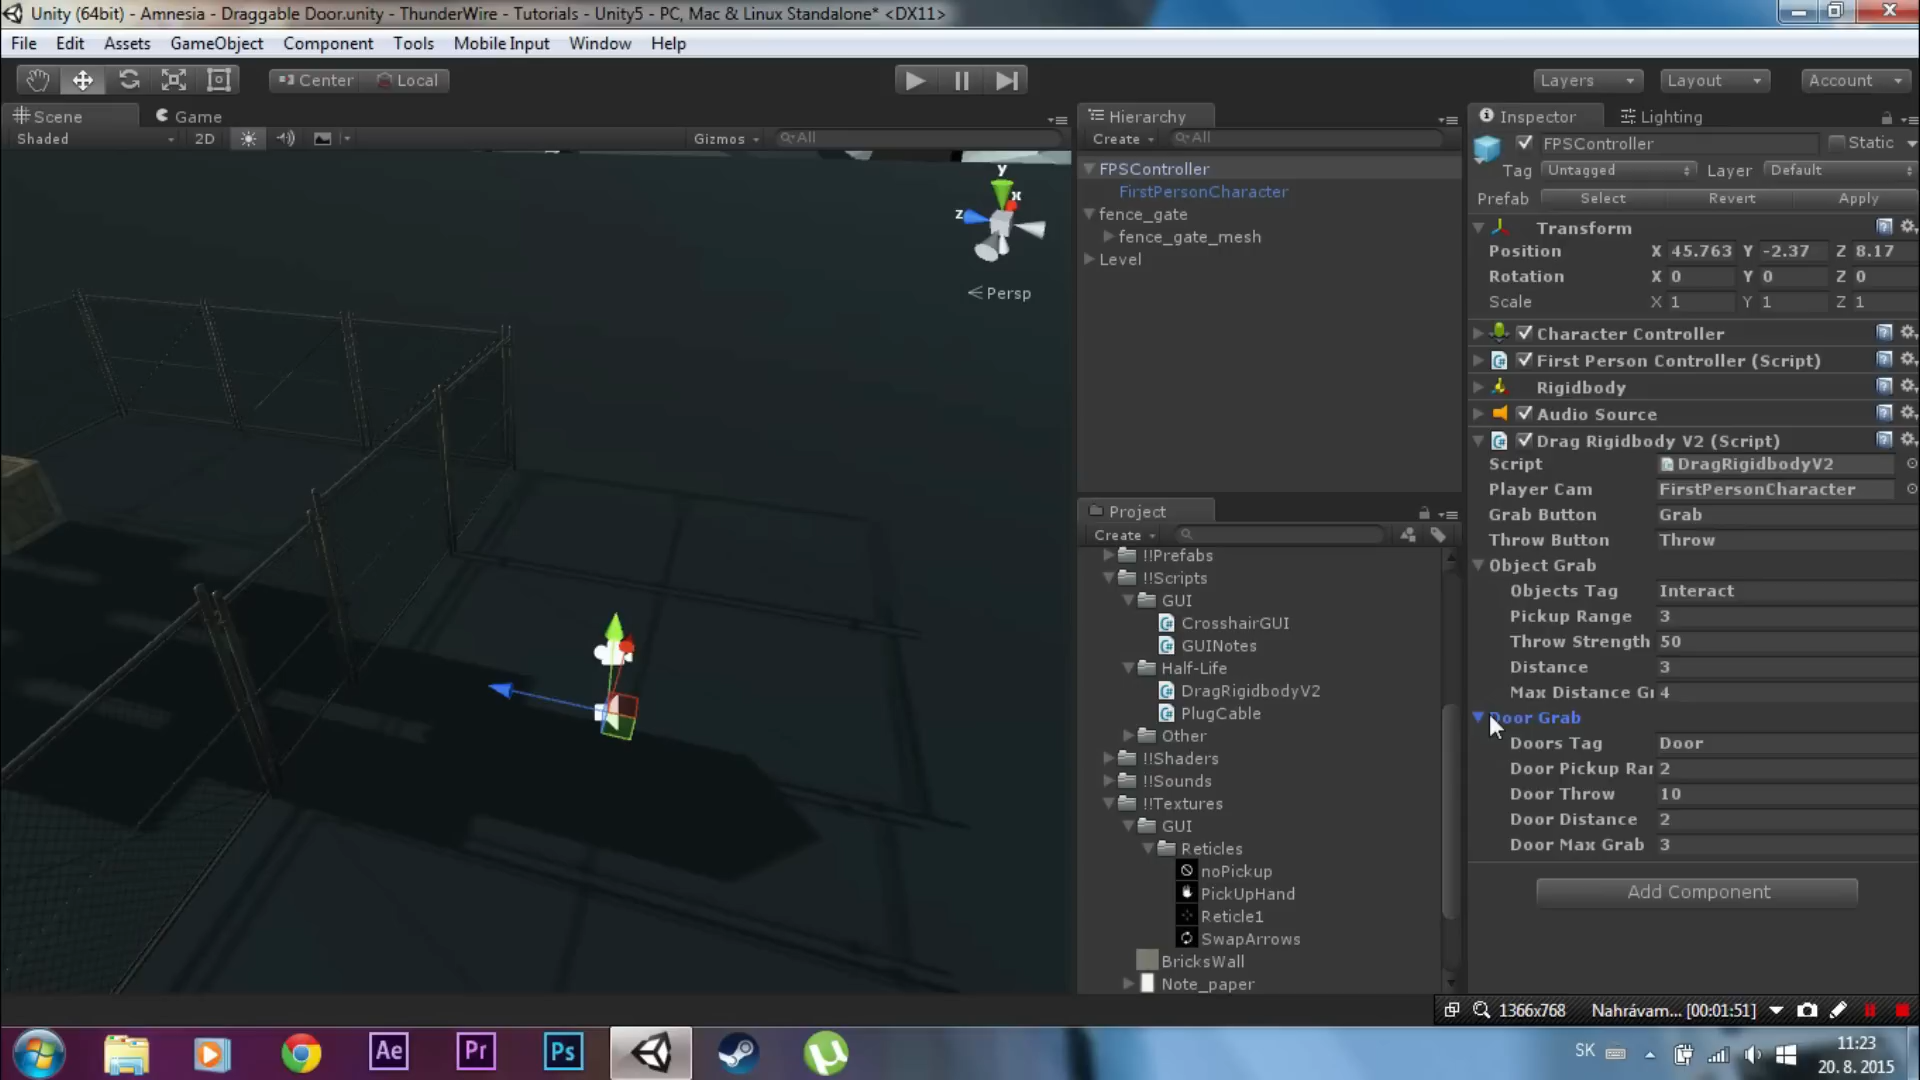 Unity (64bit) - Amnesia - Draggable Door.unity - ThunderWire - Tutorials - Unity5 - PC, Mac & Linux Standalone* <DX11>
File Edit Assets GameObject Component Tools Mobile Input Window Help
Center Local Layers Layout Account
Scene Game
Shaded 2D Gizmos All
y
x
z
Persp
Hierarchy
Create All
FPSController
FirstPersonCharacter
fence_gate
fence_gate_mesh
Level
Project
Create
!!Prefabs
!!Scripts
GUI
CrosshairGUI
GUINotes
Half-Life
DragRigidbodyV2
PlugCable
Other
!!Shaders
!!Sounds
!!Textures
GUI
Reticles
noPickup
PickUpHand
Reticle1
SwapArrows
BricksWall
Note_paper
Inspector Lighting
FPSController Static
Tag Untagged Layer Default
Prefab Select Revert Apply
Transform
Position X 45.763 Y -2.37 Z 8.17
Rotation X 0 Y 0 Z 0
Scale X 1 Y 1 Z 1
Character Controller
First Person Controller (Script)
Rigidbody
Audio Source
Drag Rigidbody V2 (Script)
Script DragRigidbodyV2
Player Cam FirstPersonCharacter
Grab Button Grab
Throw Button Throw
Object Grab
Objects Tag Interact
Pickup Range 3
Throw Strength 50
Distance 3
Max Distance Gr 4
Door Grab
Doors Tag Door
Door Pickup Rar 2
Door Throw 10
Door Distance 2
Door Max Grab 3
Add Component
1366x768 Nahrávam... [00:01:51]
Ae Pr Ps
SK
11:23
20. 8. 2015